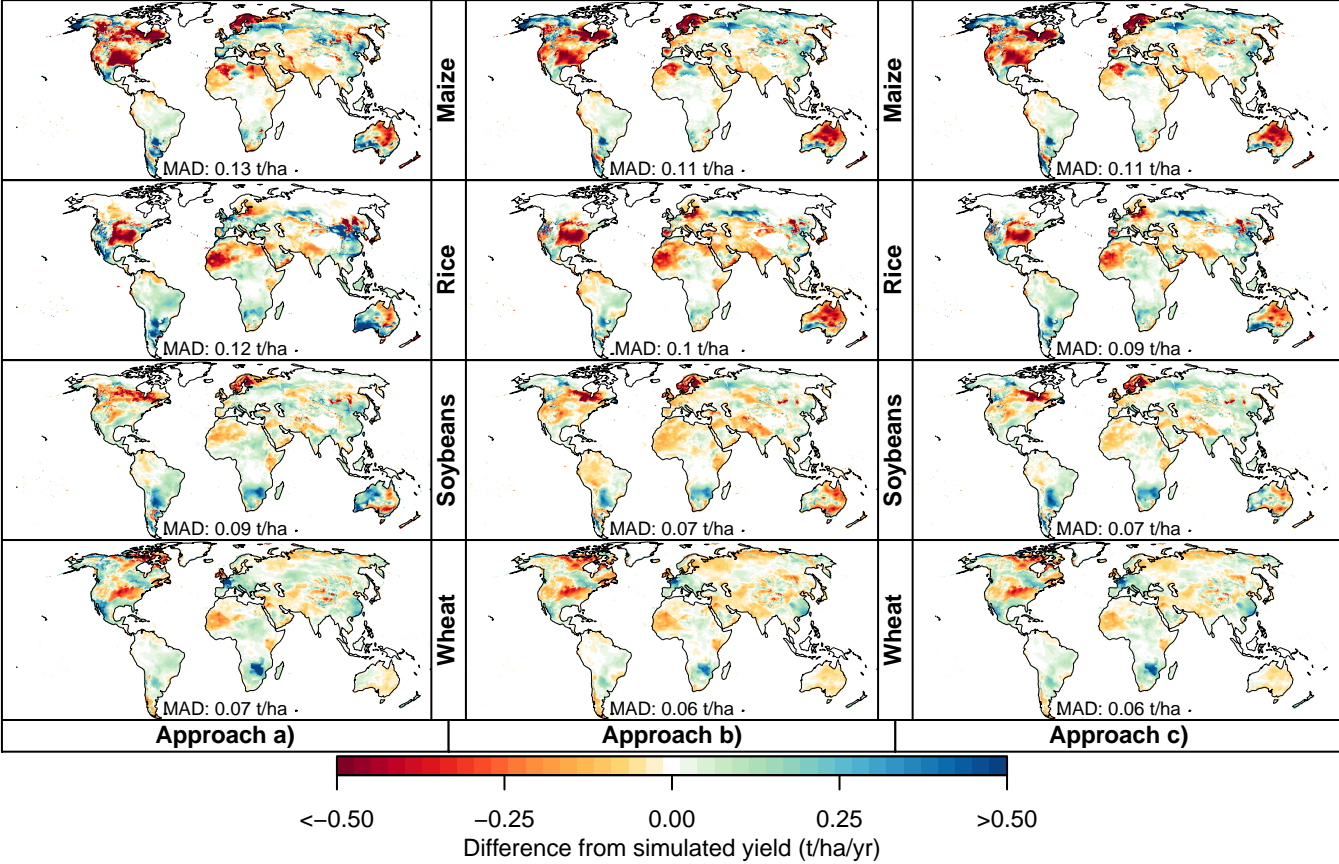 Maize
Maize
MAD: 0.13 t/ha
MAD: 0.11 t/ha
MAD: 0.11 t/ha
Rice
Rice
MAD: 0.12 t/ha
MAD: 0.1 t/ha
MAD: 0.09 t/ha
Soybeans
Soybeans
MAD: 0.09 t/ha
MAD: 0.07 t/ha
MAD: 0.07 t/ha
Wheat
Wheat
MAD: 0.07 t/ha
MAD: 0.06 t/ha
MAD: 0.06 t/ha
Approach a) Approach b) Approach c)
<−0.50 −0.25 0.00 0.25 >0.50
Difference from simulated yield (t/ha/yr)